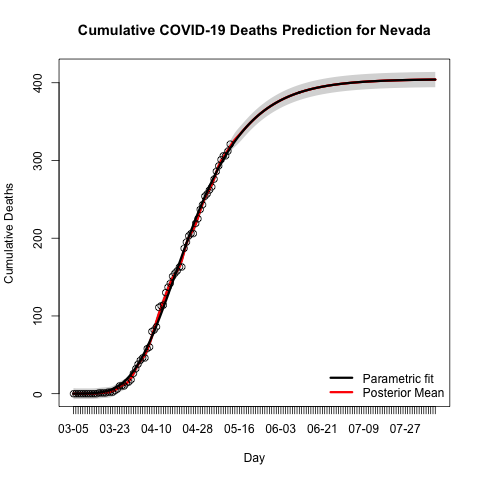 Cumulative COVID-19 Deaths Prediction for Nevada
Cumulative Deaths
400
300
200
100
0
Parametric fit
Posterior Mean
03-05 03-23 04-10 04-28 05-16 06-03 06-21 07-09 07-27
Day